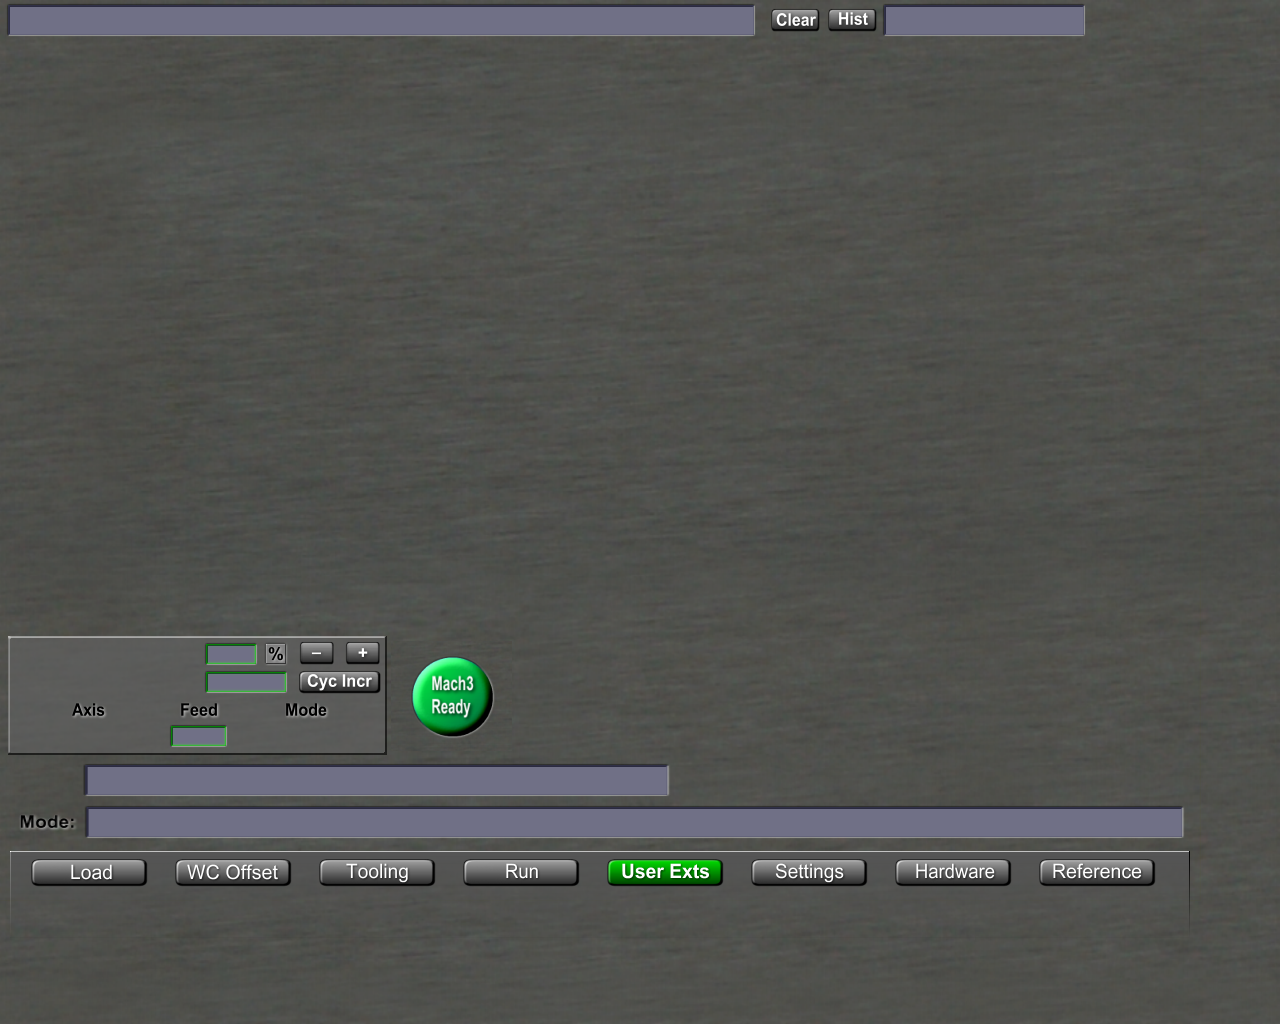 Clear Hist
% – +
Cyc Incr
Axis Feed Mode
Mach3
Ready
Mode:
Load WC Offset Tooling Run User Exts Settings Hardware Reference